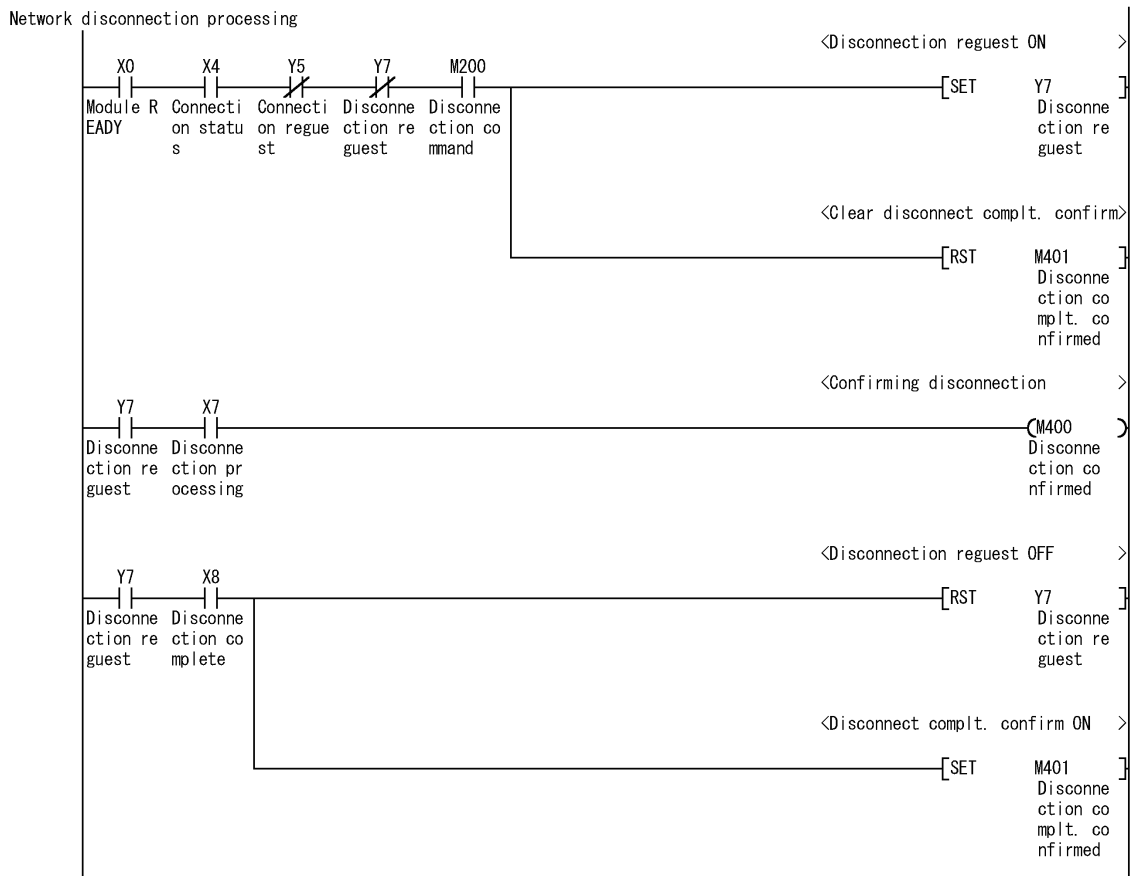 Network disconnection processing
<Disconnection reguest ON >
X0 X4 Y5 Y7 M200
[SET Y7 ]
Module R Connecti Connecti Disconne Disconne
EADY on statu on regue ction re ction co
s st guest mmand
Disconne
ction re
guest
<Clear disconnect complt. confirm>
[RST M401 ]
Disconne
ction co
mplt. co
nfirmed
<Confirming disconnection >
Y7 X7
(M400 )
Disconne Disconne
ction re ction pr
guest ocessing
Disconne
ction co
nfirmed
<Disconnection reguest OFF >
Y7 X8
[RST Y7 ]
Disconne Disconne
ction re ction co
guest mplete
Disconne
ction re
guest
<Disconnect complt. confirm ON >
[SET M401 ]
Disconne
ction co
mplt. co
nfirmed